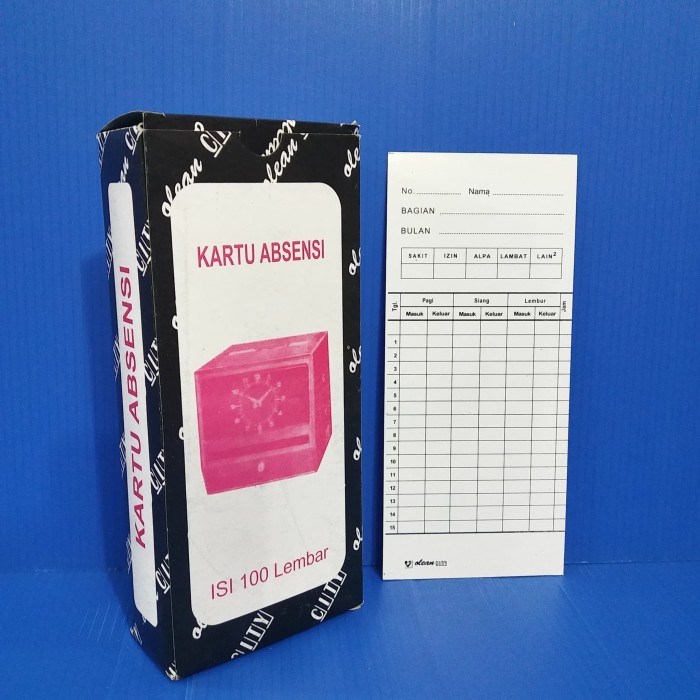 KARTU ABSENSI
KARTU ABSENSI
ISI 100 Lembar
olean CITY
No. Nama
BAGIAN
BULAN
SAKIT IZIN ALPA LAMBAT LAIN²
Tgl. Pagi Siang Lembur Jam
Masuk Keluar Masuk Keluar Masuk Keluar
1
2
3
4
5
6
7
8
9
10
11
12
13
14
15
olean CITY